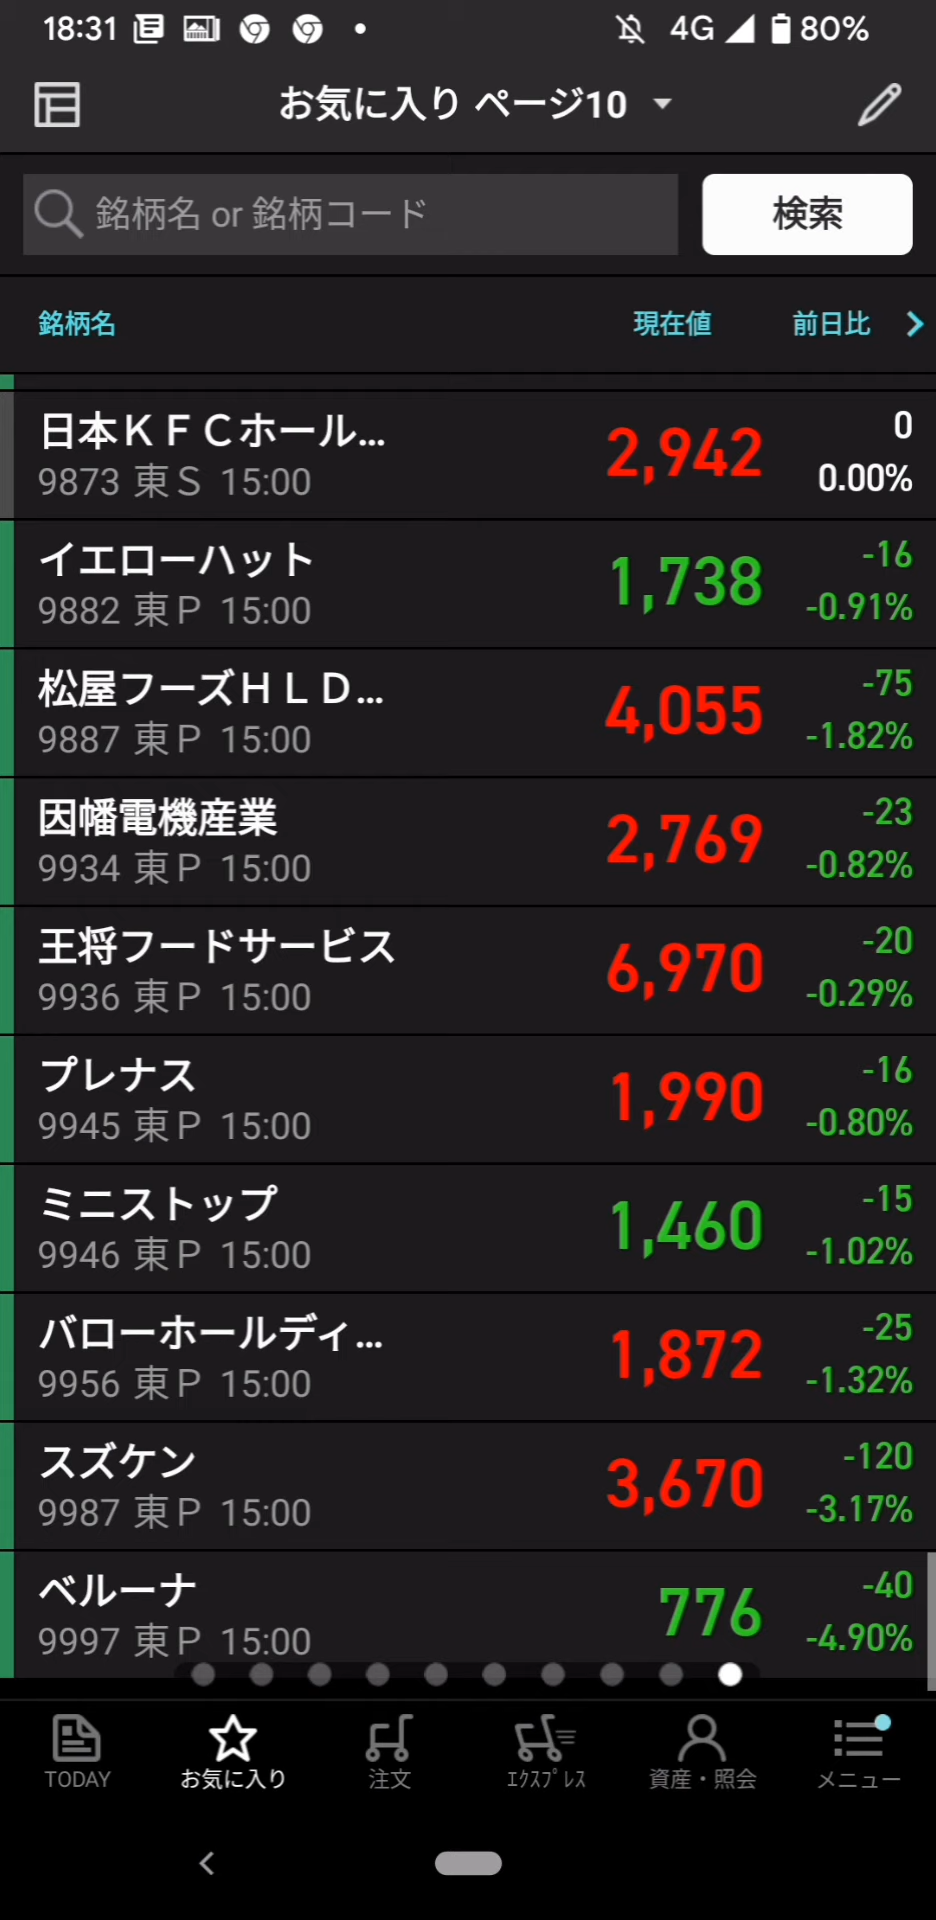 18:31 4G 80%
お気に入り ページ10
銘柄名 or 銘柄コード 検索
銘柄名 現在値 前日比
日本ＫＦＣホール... 2,942 0
9873 東Ｓ 15:00 0.00%
イエローハット 1,738 -16
9882 東Ｐ 15:00 -0.91%
松屋フーズＨＬＤ... 4,055 -75
9887 東Ｐ 15:00 -1.82%
因幡電機産業 2,769 -23
9934 東Ｐ 15:00 -0.82%
王将フードサービス 6,970 -20
9936 東Ｐ 15:00 -0.29%
プレナス 1,990 -16
9945 東Ｐ 15:00 -0.80%
ミニストップ 1,460 -15
9946 東Ｐ 15:00 -1.02%
バローホールディ... 1,872 -25
9956 東Ｐ 15:00 -1.32%
スズケン 3,670 -120
9987 東Ｐ 15:00 -3.17%
ベルーナ 776 -40
9997 東Ｐ 15:00 -4.90%
TODAY お気に入り 注文 ｴｸｽﾌﾟﾚｽ 資産・照会 メニュー